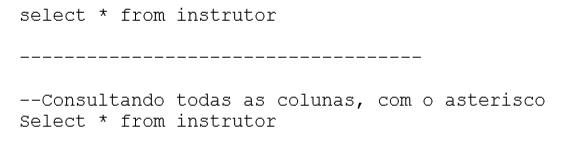 select * from instrutor
------------------------------------
--Consultando todas as colunas, com o asterisco
Select * from instrutor